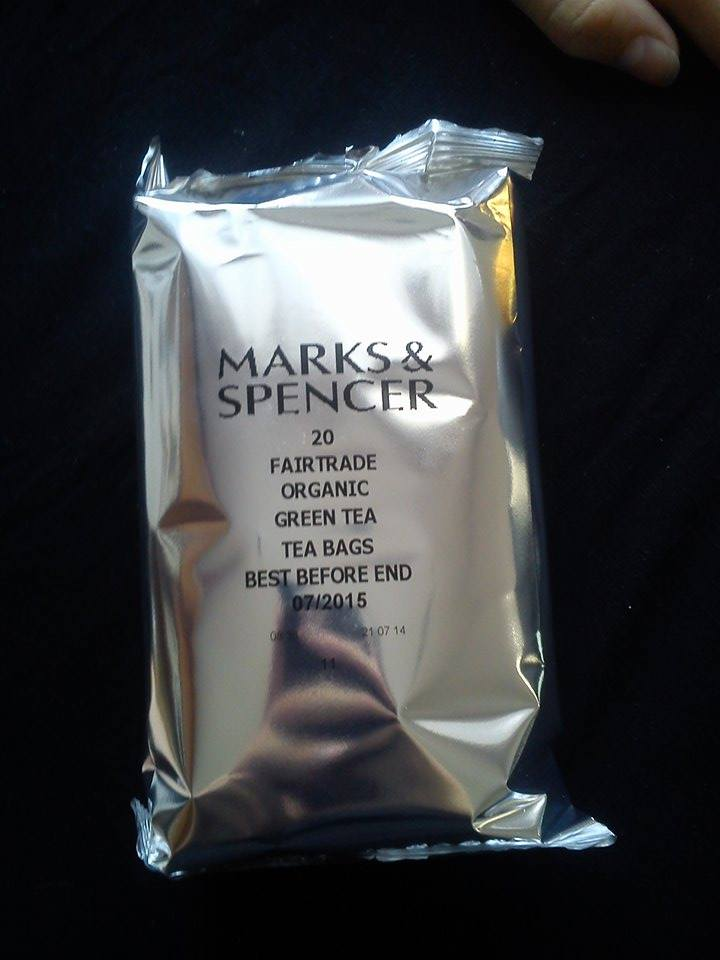 MARKS &
SPENCER
20
FAIRTRADE
ORGANIC
GREEN TEA
TEA BAGS
BEST BEFORE END
07/2015
21 07 14
11